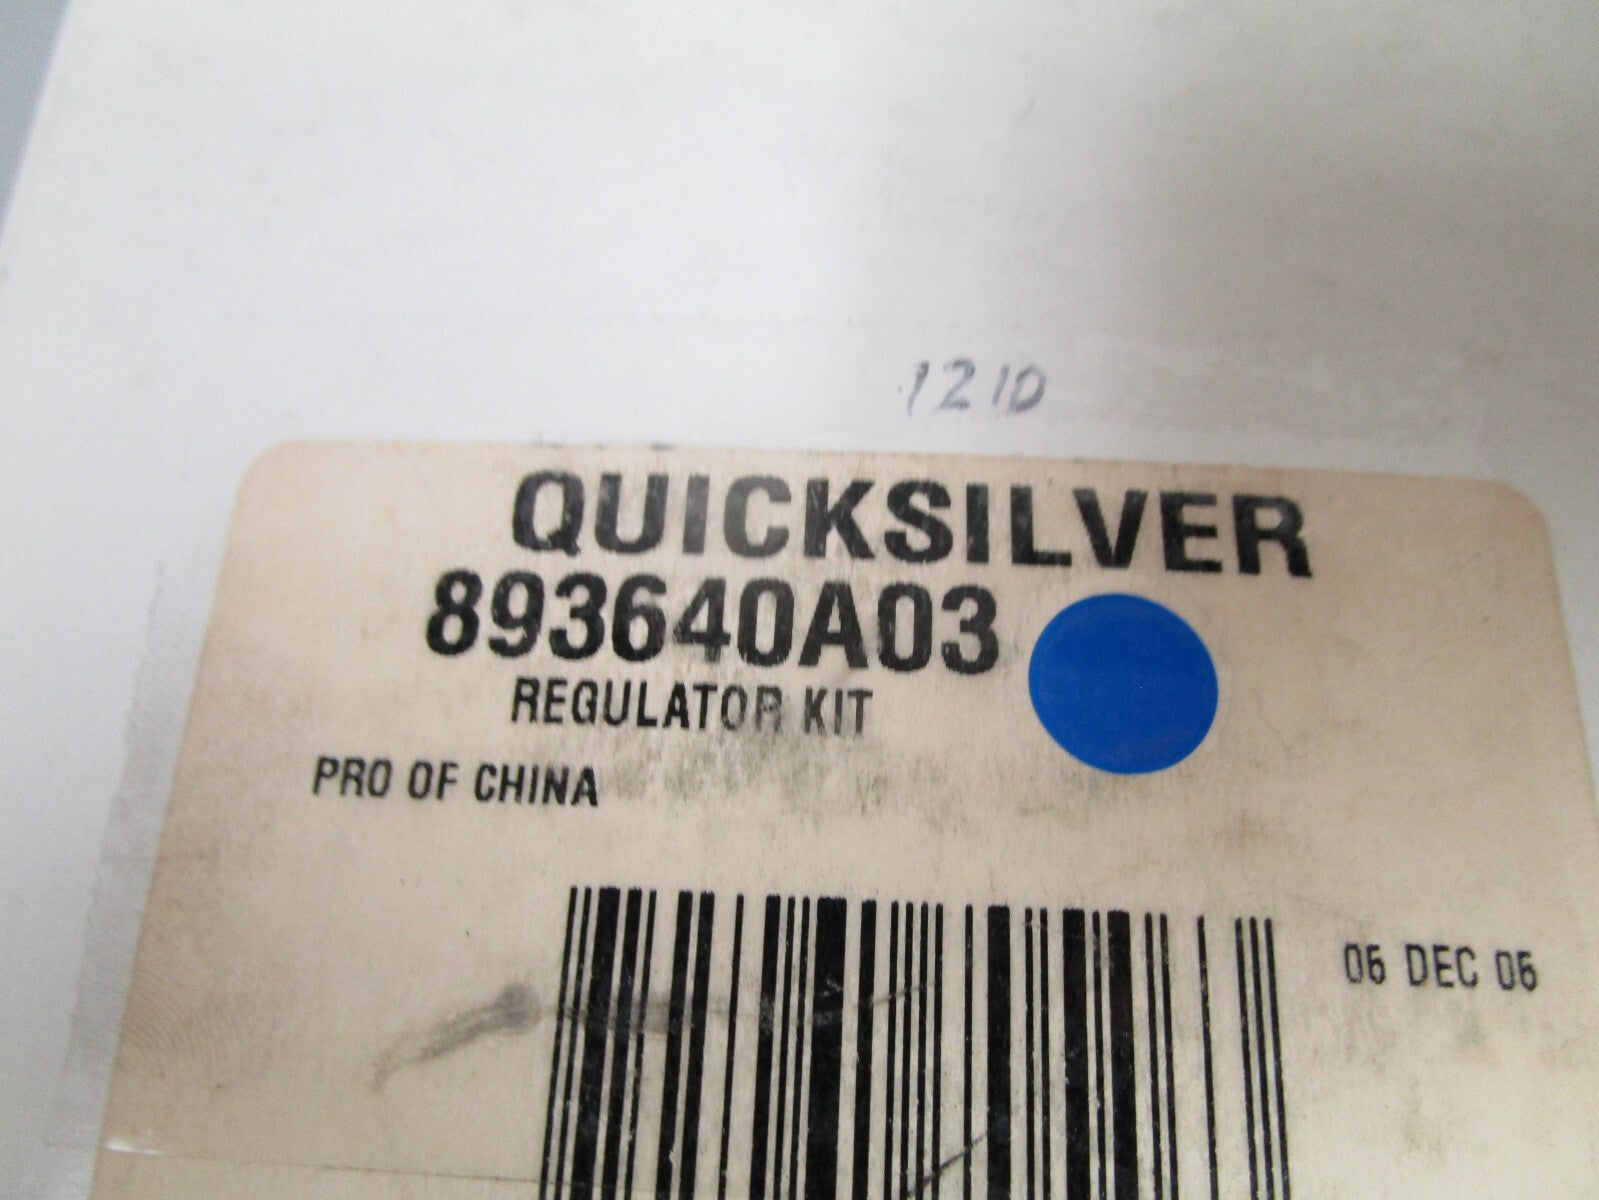 1210
QUICKSILVER
893640A03
REGULATOR KIT
PRO OF CHINA
06 DEC 06